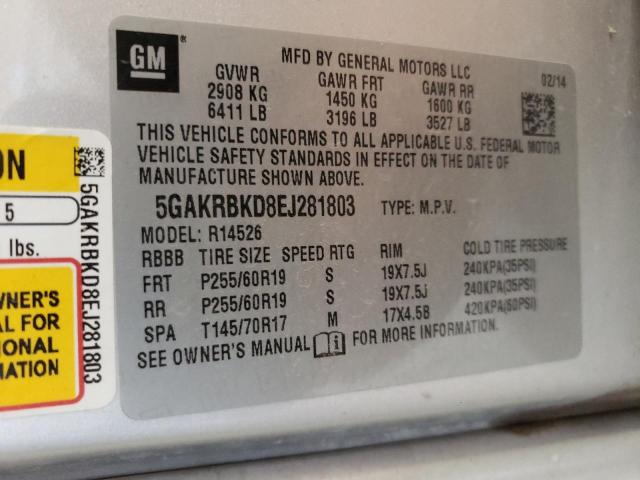 GM
MFD BY GENERAL MOTORS LLC
02/14
GVWR GAWR FRT GAWR RR
2908 KG 1450 KG 1600 KG
6411 LB 3196 LB 3527 LB
THIS VEHICLE CONFORMS TO ALL APPLICABLE U.S. FEDERAL MOTOR
VEHICLE SAFETY STANDARDS IN EFFECT ON THE DATE OF
MANUFACTURE SHOWN ABOVE.
5GAKRBKD8EJ281803 TYPE: M.P.V.
MODEL: R14526
RBBB TIRE SIZE SPEED RTG RIM COLD TIRE PRESSURE
FRT P255/60R19 S 19X7.5J 240KPA(35PSI)
RR P255/60R19 S 19X7.5J 240KPA(35PSI)
SPA T145/70R17 M 17X4.5B 420KPA(60PSI)
SEE OWNER'S MANUAL i FOR MORE INFORMATION.
ON
5
lbs.
WNER'S
AL FOR
IONAL
MATION
5GAKRBKD8EJ281803